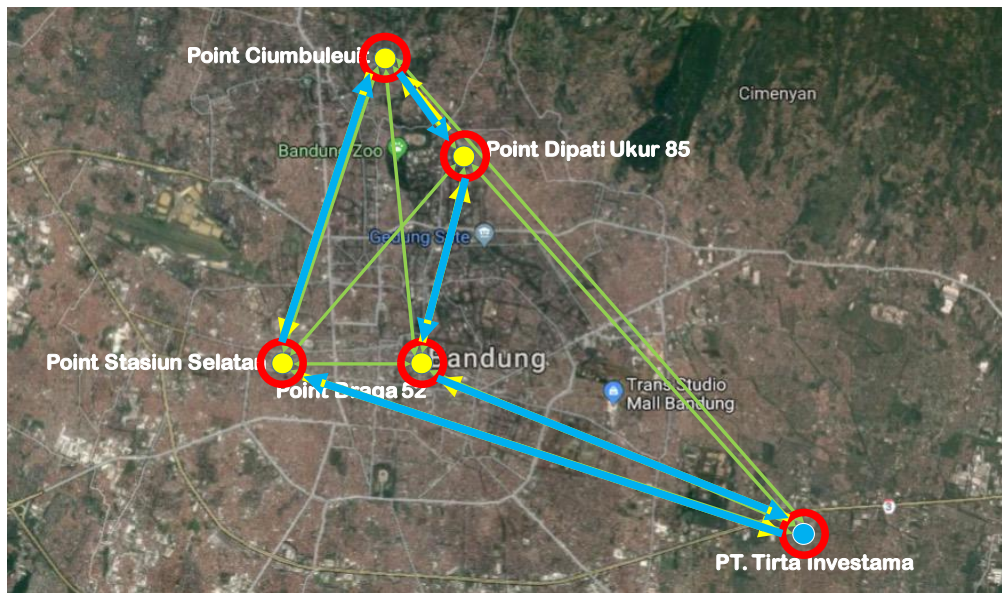 Point Ciumbuleuit
Cimenyan
Bandung Zoo
Point Dipati Ukur 85
Gedung Sate
Point Stasiun Selatan
Bandung
Point Braga 52
Trans Studio
Mall Bandung
3
PT. Tirta Investama